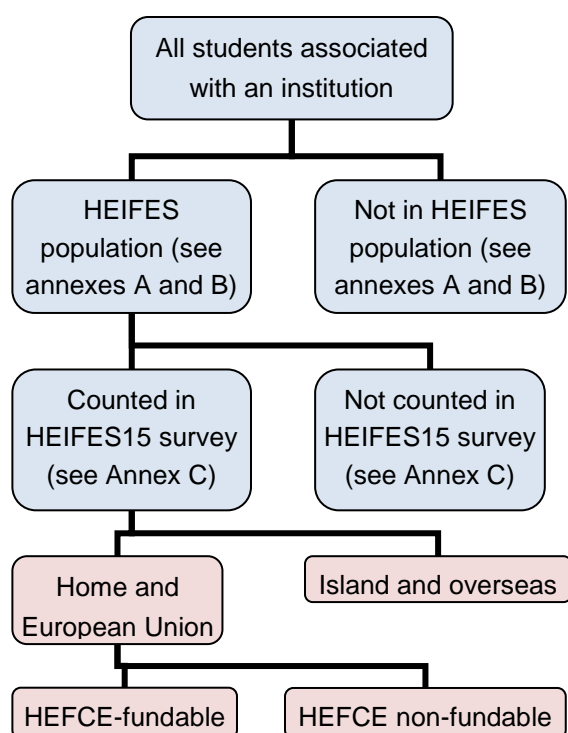 All students associated
with an institution
HEIFES
population (see
annexes A and B)
Not in HEIFES
population (see
annexes A and B)
Counted in
HEIFES15 survey
(see Annex C)
Not counted in
HEIFES15 survey
(see Annex C)
Home and
European Union
Island and overseas
HEFCE-fundable
HEFCE non-fundable